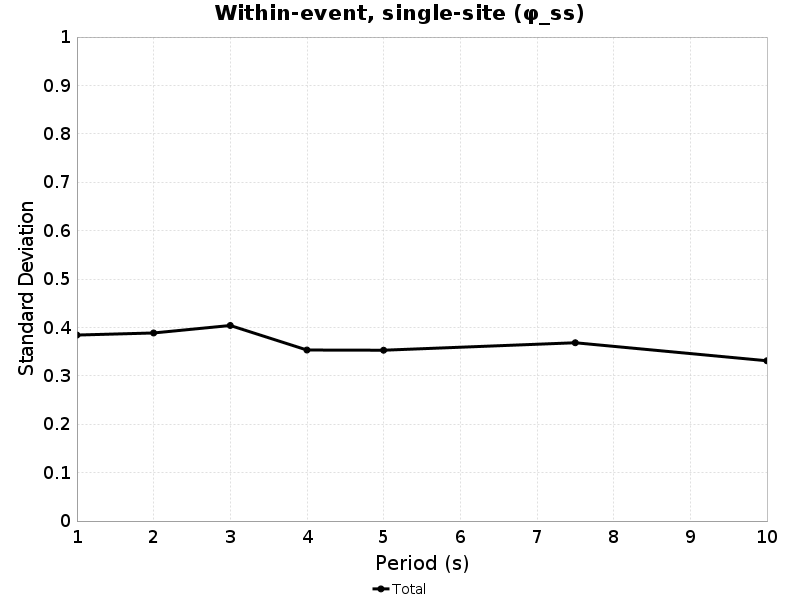 Within-event, single-site (φ_ss)
1
0.9
0.8
0.7
0.6
0.5
0.4
0.3
0.2
0.1
0
Standard Deviation
1 2 3 4 5 6 7 8 9 10
Period (s)
Total